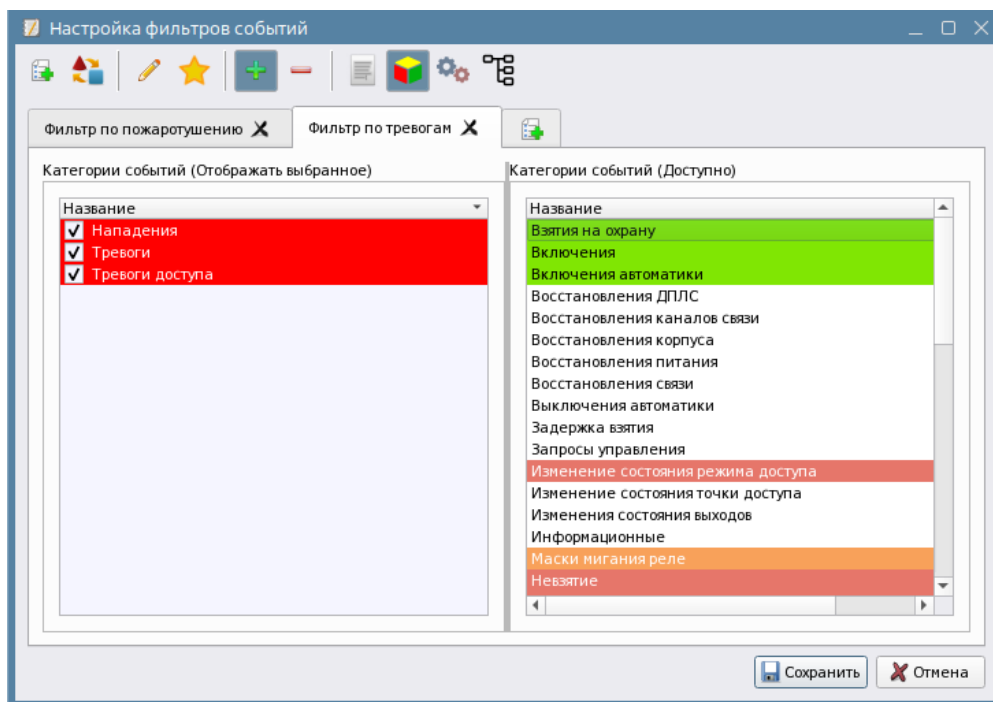 Настройка фильтров событий
Фильтр по пожаротушению
Фильтр по тревогам
Категории событий (Отображать выбранное)
Название
Нападения
Тревоги
Тревоги доступа
Категории событий (Доступно)
Название
Взятия на охрану
Включения
Включения автоматики
Восстановления ДПЛС
Восстановления каналов связи
Восстановления корпуса
Восстановления питания
Восстановления связи
Выключения автоматики
Задержка взятия
Запросы управления
Изменение состояния режима доступа
Изменение состояния точки доступа
Изменения состояния выходов
Информационные
Маски мигания реле
Невзятие
Сохранить
Отмена